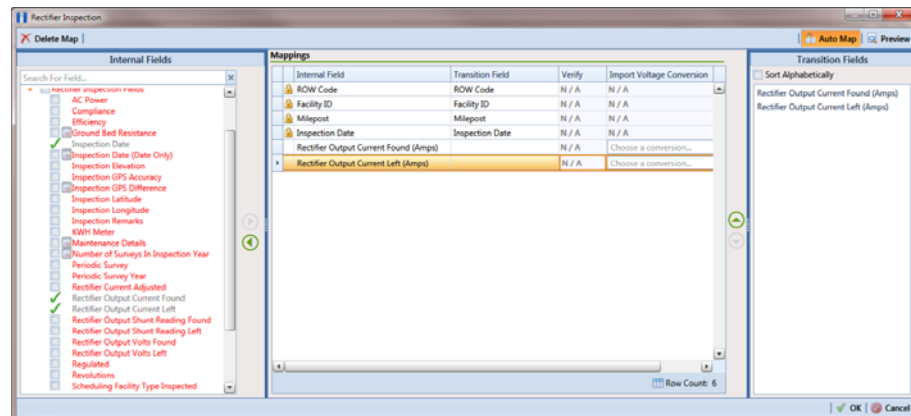 Rectifier Inspection
Delete Map
Auto Map
Preview
Internal Fields
Search For Field...
Rectifier Inspection Fields
AC Power
Compliance
Efficiency
Ground Bed Resistance
Inspection Date
Inspection Date (Date Only)
Inspection Elevation
Inspection GPS Accuracy
Inspection GPS Difference
Inspection Latitude
Inspection Longitude
Inspection Remarks
KWH Meter
Maintenance Details
Number of Surveys In Inspection Year
Periodic Survey
Periodic Survey Year
Rectifier Current Adjusted
Rectifier Output Current Found
Rectifier Output Current Left
Rectifier Output Shunt Reading Found
Rectifier Output Shunt Reading Left
Rectifier Output Volts Found
Rectifier Output Volts Left
Regulated
Revolutions
Scheduling Facility Type Inspected
Mappings
Internal Field Transition Field Verify Import Voltage Conversion
ROW Code ROW Code N / A N / A
Facility ID Facility ID N / A N / A
Milepost Milepost N / A N / A
Inspection Date Inspection Date N / A N / A
Rectifier Output Current Found (Amps) N / A Choose a conversion...
Rectifier Output Current Left (Amps) N / A Choose a conversion...
Row Count: 6
Transition Fields
Sort Alphabetically
Rectifier Output Current Found (Amps)
Rectifier Output Current Left (Amps)
OK
Cancel